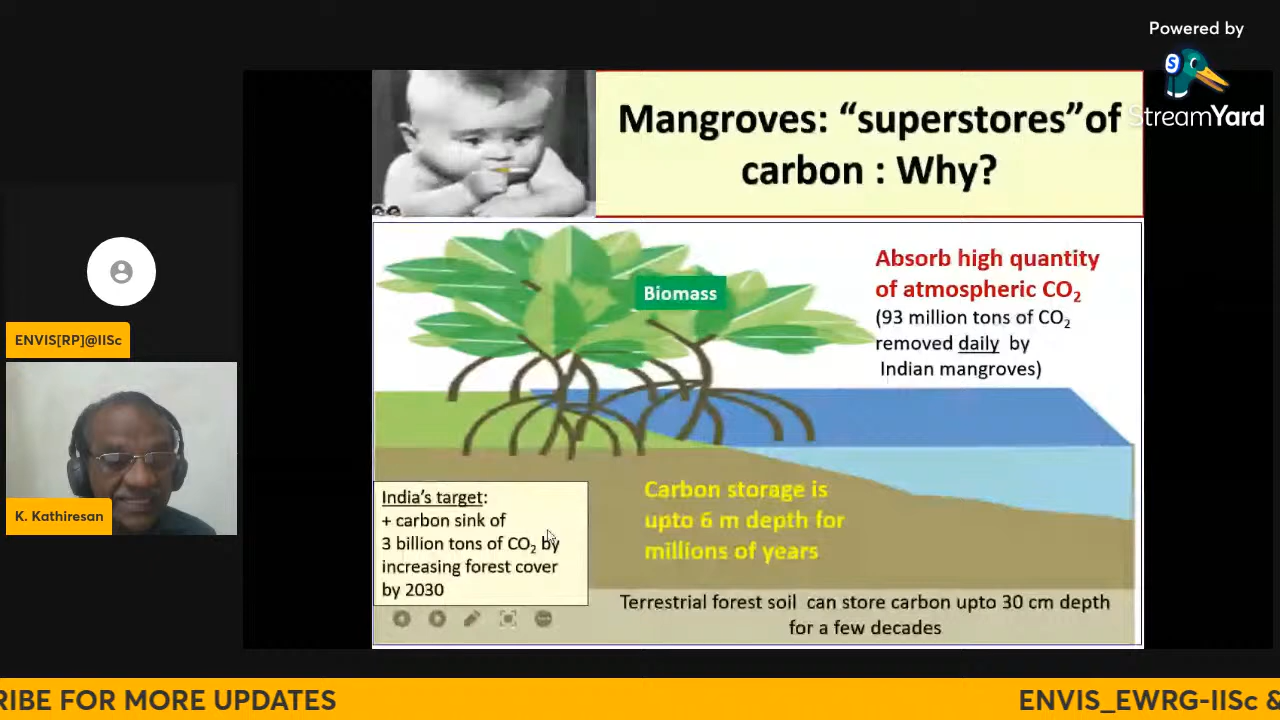 Powered by
StreamYard
Mangroves: “superstores”of
carbon : Why?
Biomass
Absorb high quantity
of atmospheric CO₂
(93 million tons of CO₂
removed daily by
Indian mangroves)
ENVIS[RP]@IISc
K. Kathiresan
India’s target:
+ carbon sink of
3 billion tons of CO₂ by
increasing forest cover
by 2030
Carbon storage is
upto 6 m depth for
millions of years
Terrestrial forest soil can store carbon upto 30 cm depth
for a few decades
RIBE FOR MORE UPDATES
ENVIS_EWRG-IISc &